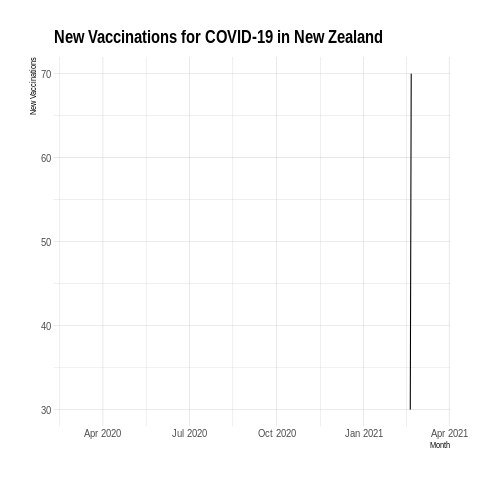 New Vaccinations for COVID-19 in New Zealand
New Vaccinations
70
60
50
40
30
Apr 2020 Jul 2020 Oct 2020 Jan 2021 Apr 2021
Month